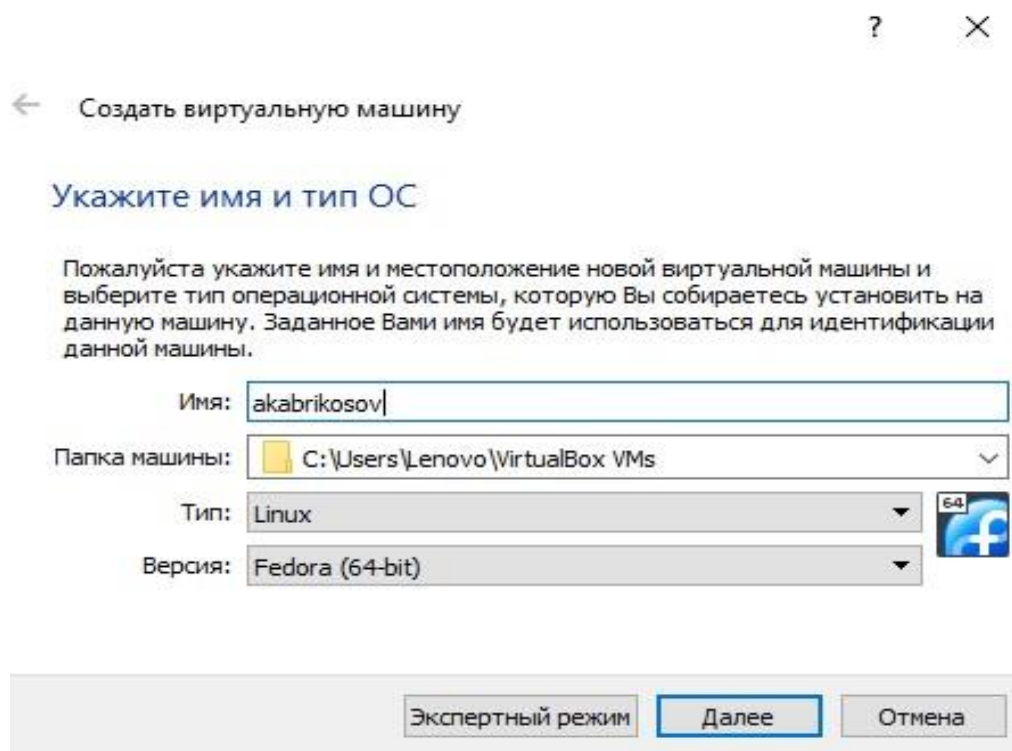 ?
Создать виртуальную машину
Укажите имя и тип ОС
Пожалуйста укажите имя и местоположение новой виртуальной машины и
выберите тип операционной системы, которую Вы собираетесь установить на
данную машину. Заданное Вами имя будет использоваться для идентификации
данной машины.
Имя: akabrikosov
Папка машины: C:\Users\Lenovo\VirtualBox VMs
Тип: Linux
64
Версия: Fedora (64-bit)
Экспертный режим Далее Отмена